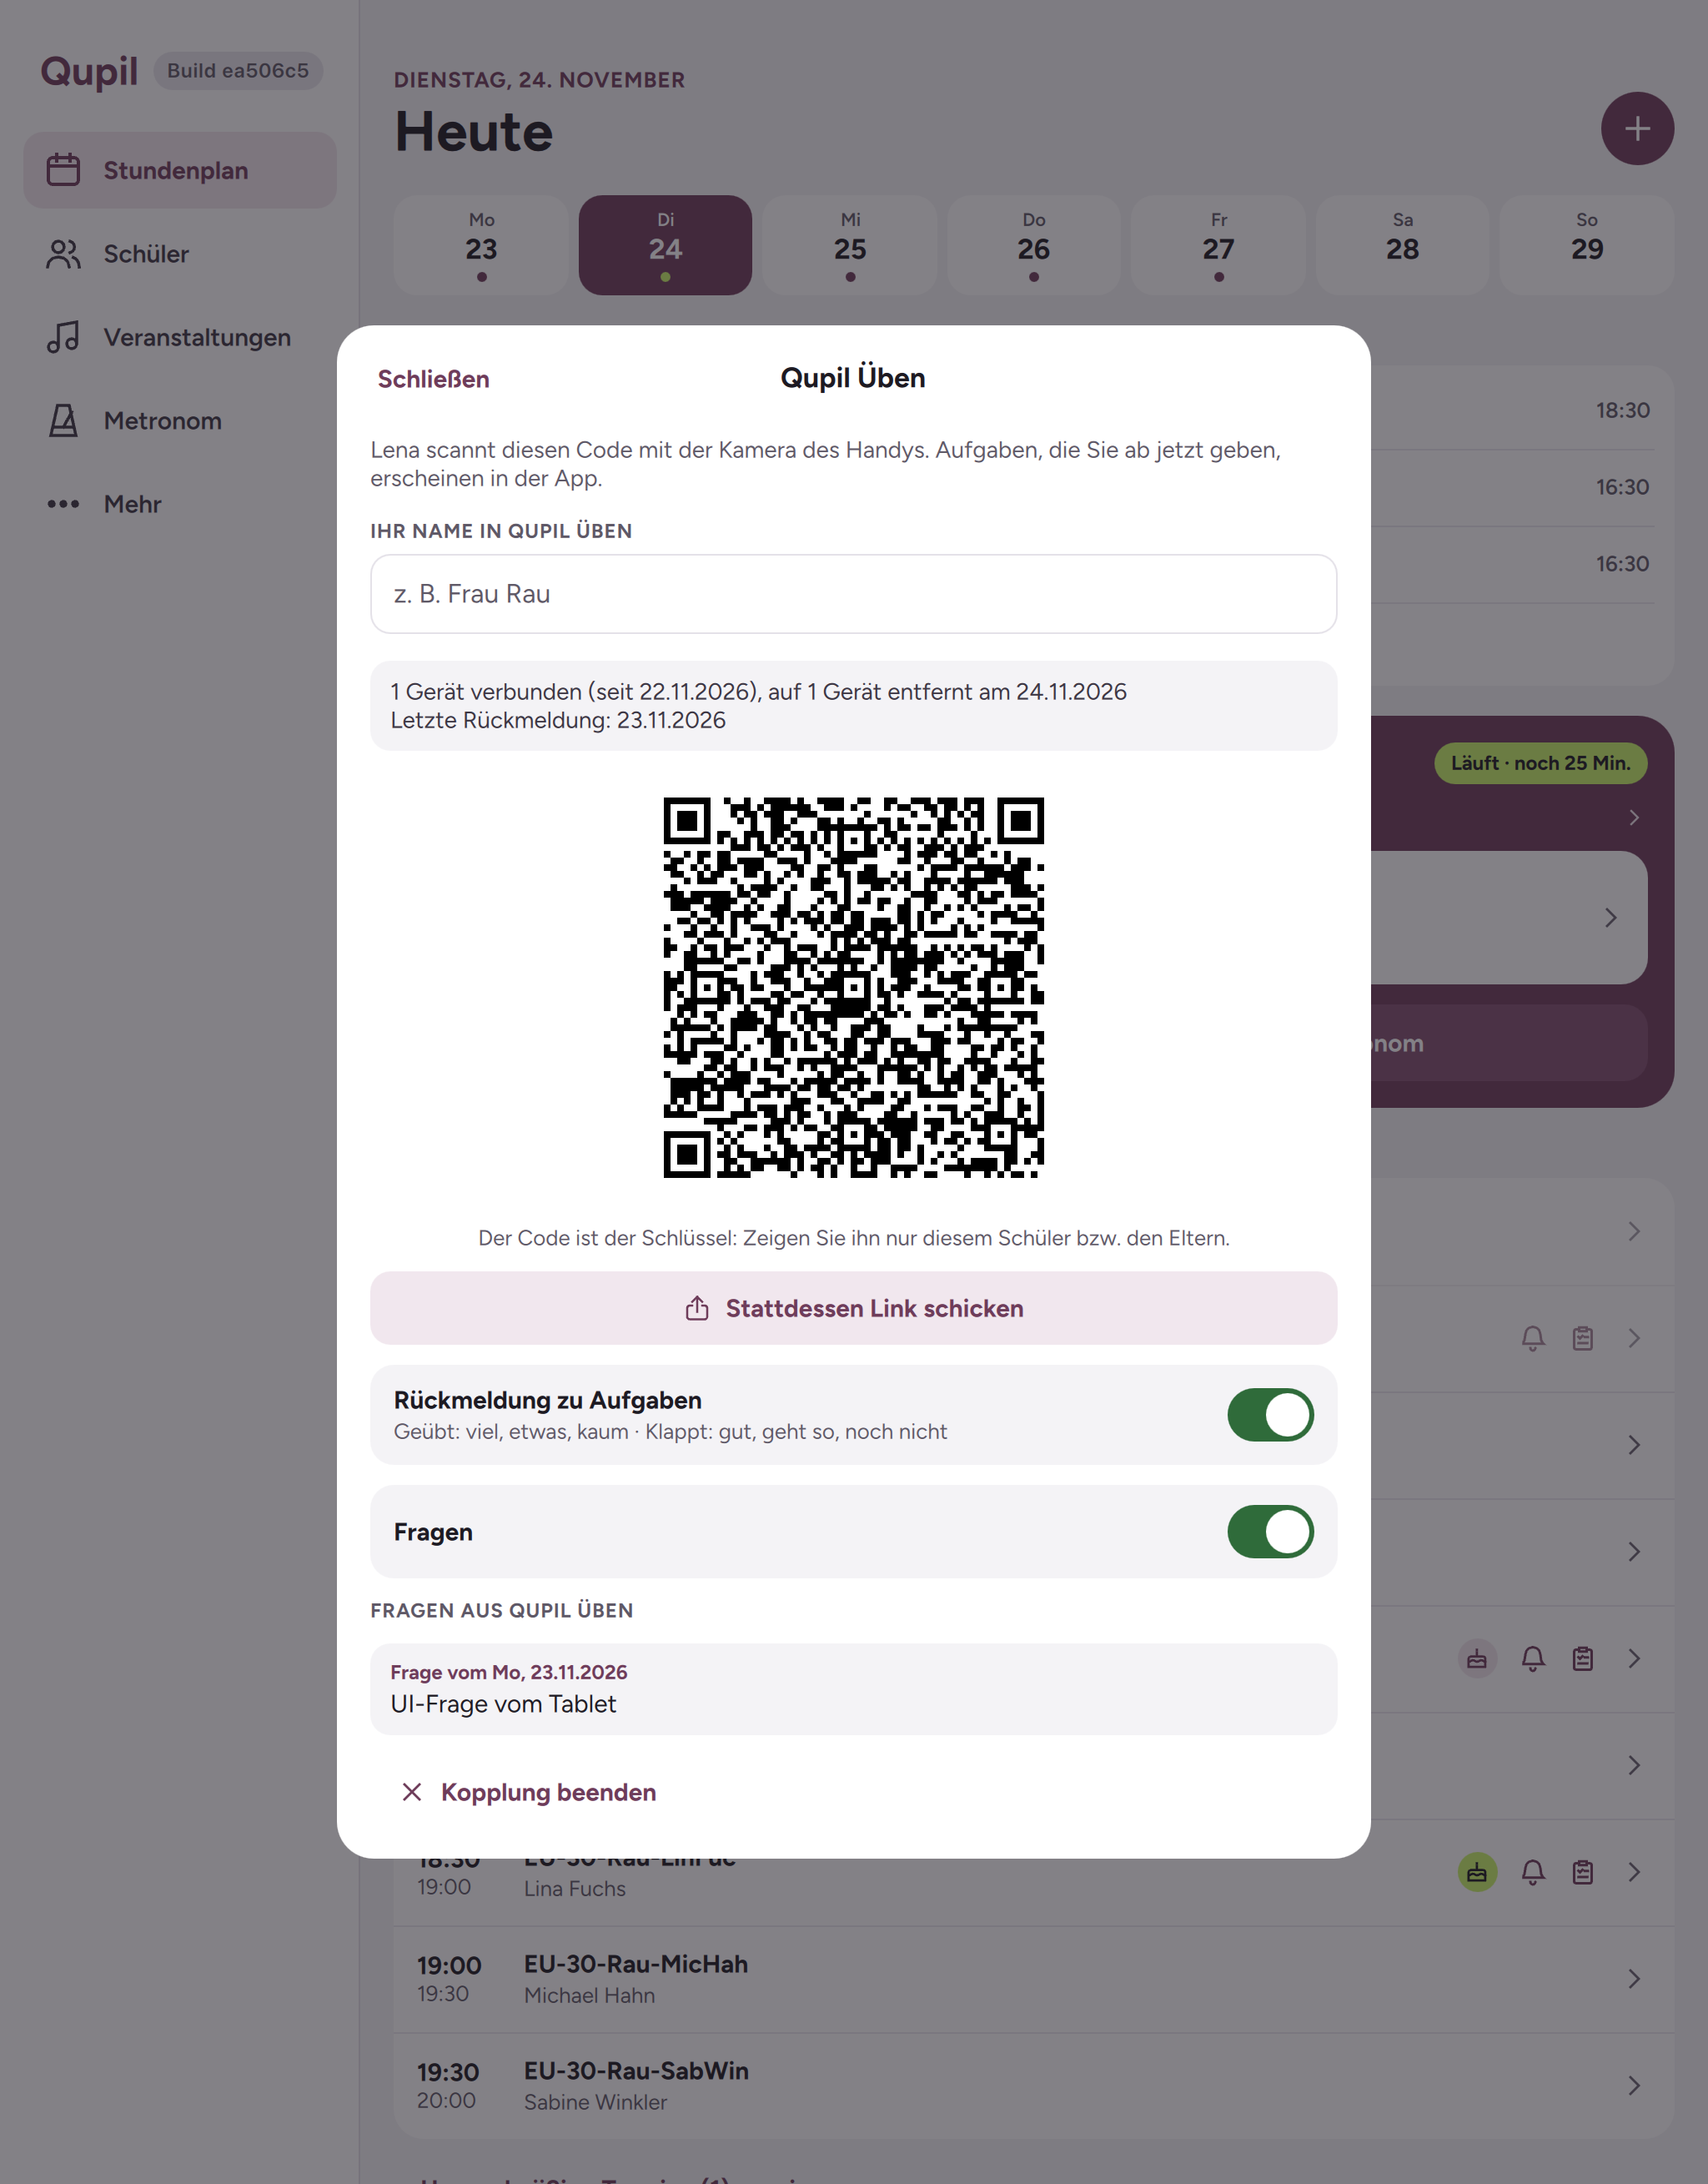 Qupil
Build ea506c5
Stundenplan
Schüler
Veranstaltungen
Metronom
Mehr
DIENSTAG, 24. NOVEMBER
Heute
Mo
23
Di
24
Mi
25
Do
26
Fr
27
Sa
28
So
29
18:30
16:30
16:30
Läuft · noch 25 Min.
Schließen
Qupil Üben
Lena scannt diesen Code mit der Kamera des Handys. Aufgaben, die Sie ab jetzt geben,
erscheinen in der App.
IHR NAME IN QUPIL ÜBEN
z. B. Frau Rau
1 Gerät verbunden (seit 22.11.2026), auf 1 Gerät entfernt am 24.11.2026
Letzte Rückmeldung: 23.11.2026
Der Code ist der Schlüssel: Zeigen Sie ihn nur diesem Schüler bzw. den Eltern.
Stattdessen Link schicken
Rückmeldung zu Aufgaben
Geübt: viel, etwas, kaum · Klappt: gut, geht so, noch nicht
Fragen
FRAGEN AUS QUPIL ÜBEN
Frage vom Mo, 23.11.2026
UI-Frage vom Tablet
Kopplung beenden
18:30
EU-30-Rau-LinFuc
19:00
Lina Fuchs
19:00
EU-30-Rau-MicHah
19:30
Michael Hahn
19:30
EU-30-Rau-SabWin
20:00
Sabine Winkler